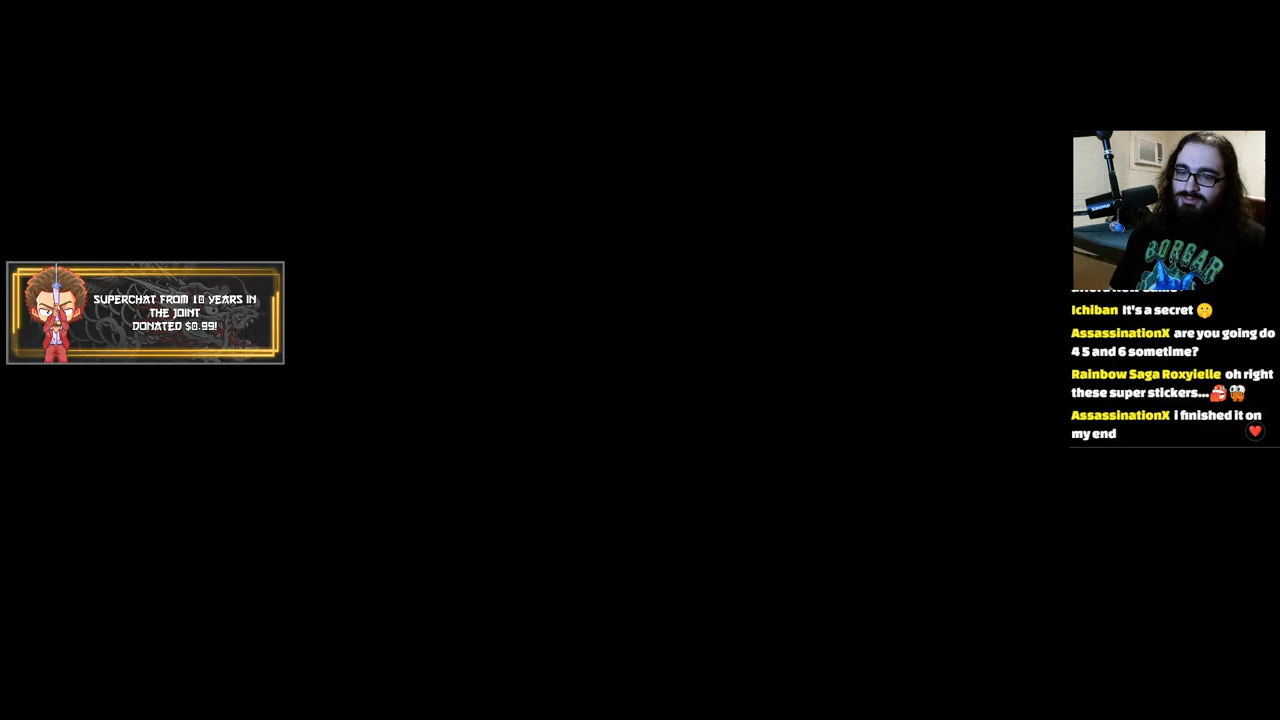 SUPERCHAT FROM 10 YEARS IN
THE JOINT
DONATED $0.99!
BORGAR
Ichiban It's a secret 🤫
AssassinationX are you going do
4 5 and 6 sometime?
Rainbow Saga Roxyielle oh right
these super stickers...
AssassinationX i finished it on
my end